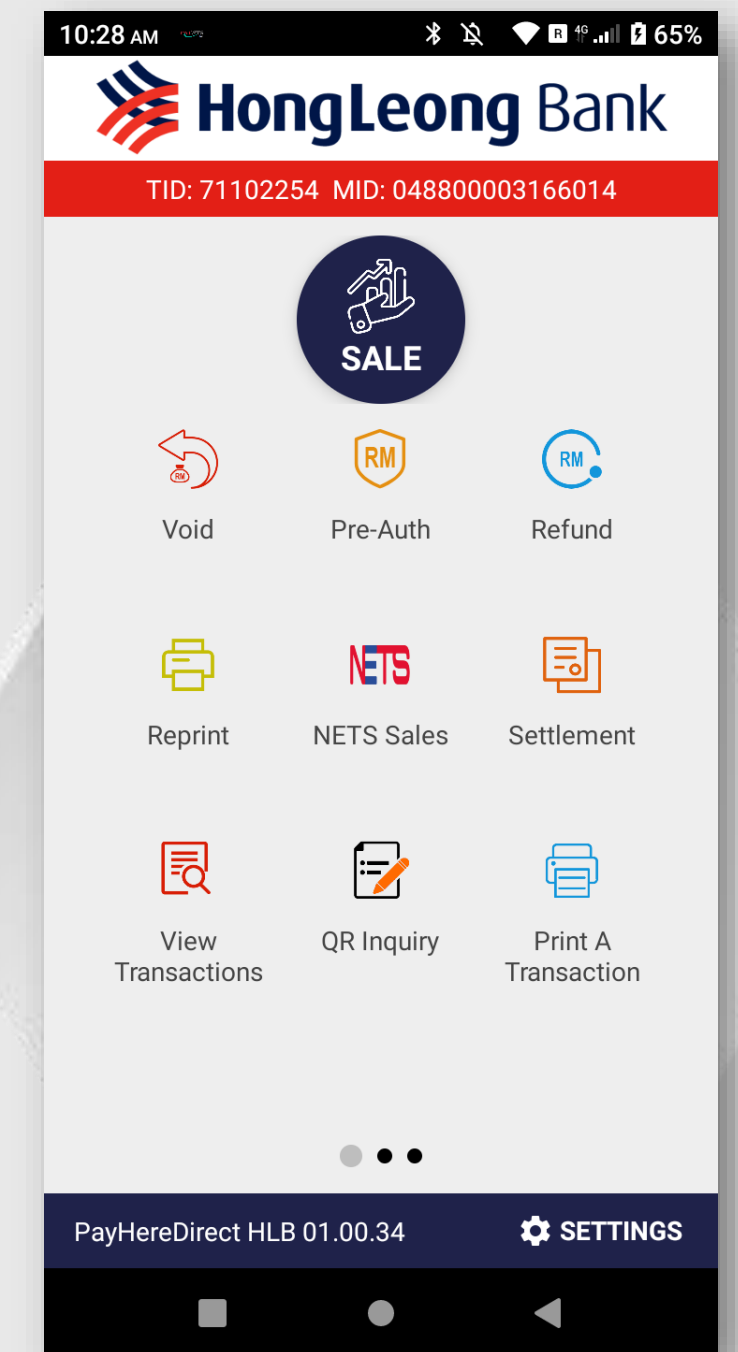 10:28 AM R 4G 65%
HongLeong Bank
TID: 71102254 MID: 048800003166014
SALE
RM RM RM
Void Pre-Auth Refund
NETS
Reprint NETS Sales Settlement
View QR Inquiry Print A
Transactions Transaction
PayHereDirect HLB 01.00.34 SETTINGS